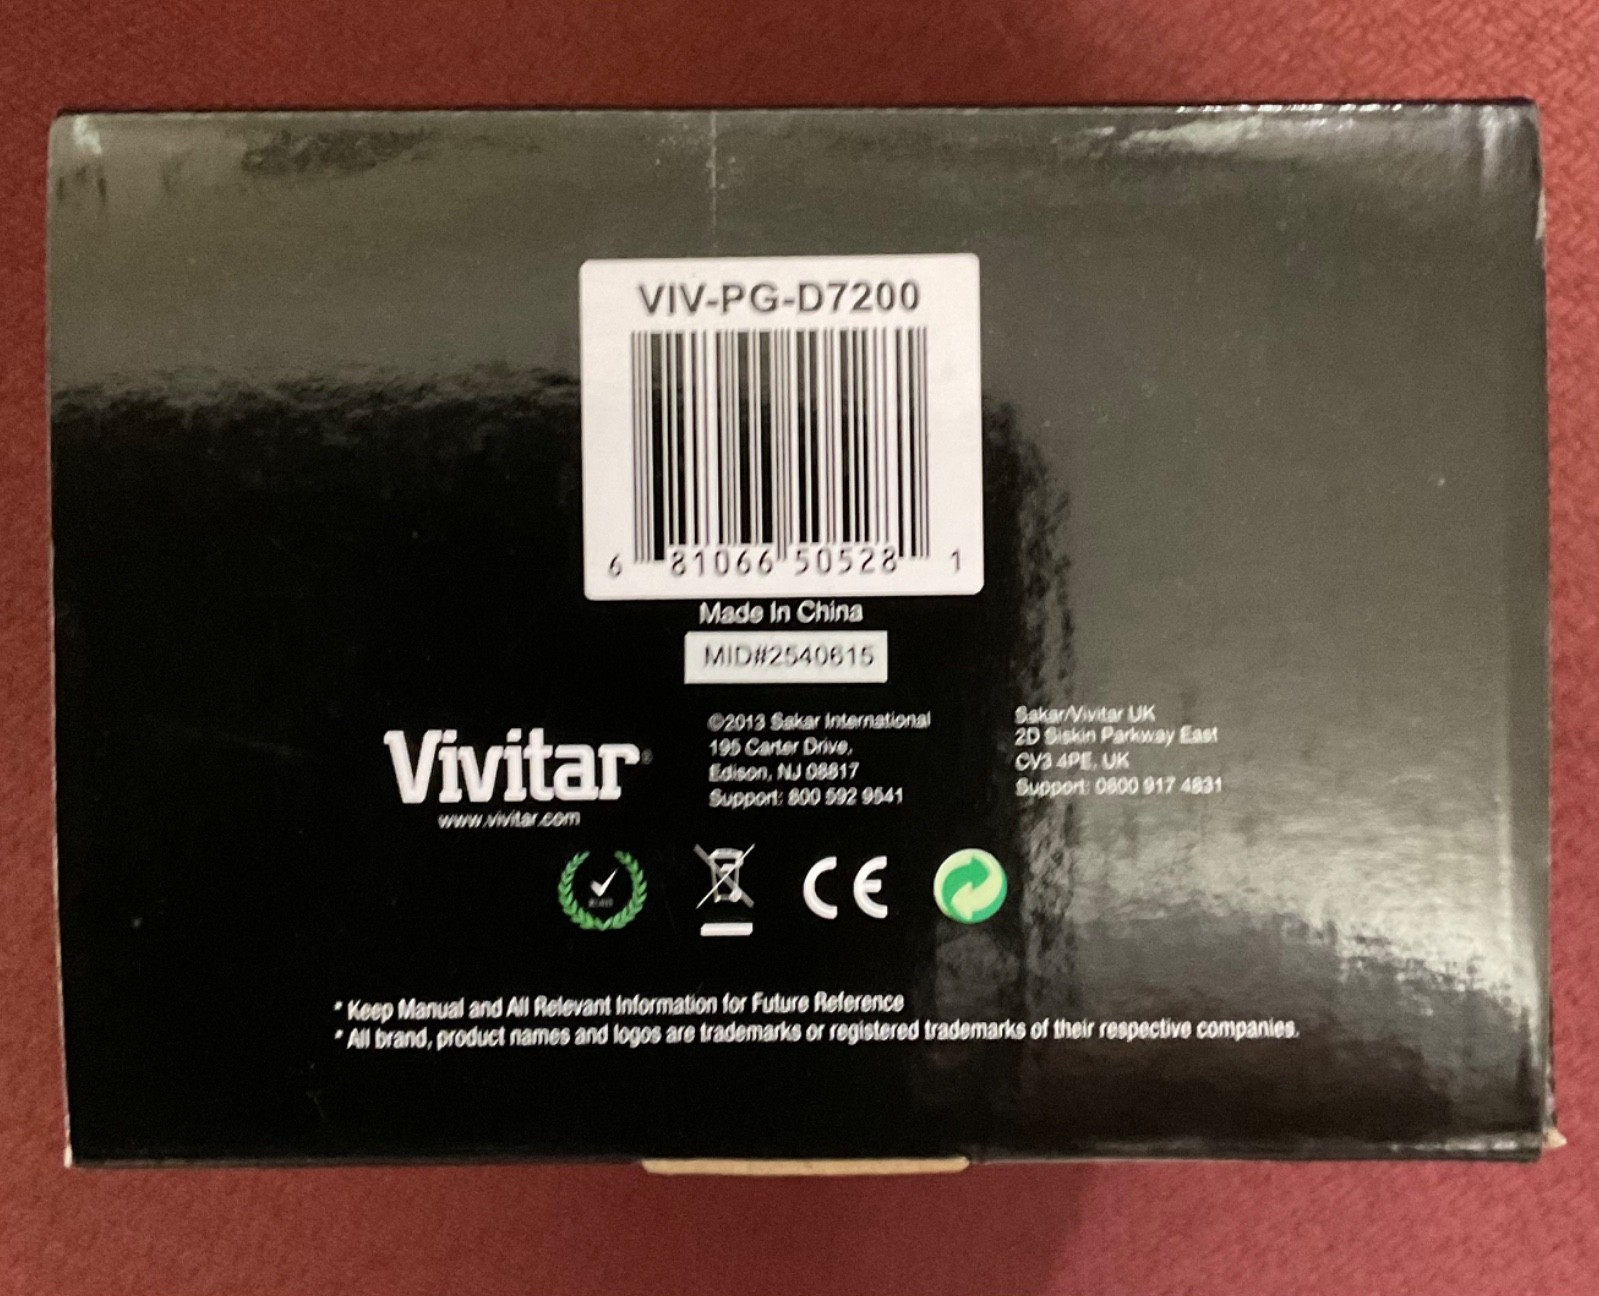 VIV-PG-D7200
6 81066 50528 1
Made In China
MID#2540615
Vivitar®
www.vivitar.com
©2013 Sakar International
195 Carter Drive,
Edison, NJ 08817
Support: 800 592 9541
Sakar/Vivitar UK
2D Siskin Parkway East
CV3 4PE, UK
Support: 0800 917 4831
CE
* Keep Manual and All Relevant Information for Future Reference
* All brand, product names and logos are trademarks or registered trademarks of their respective companies.